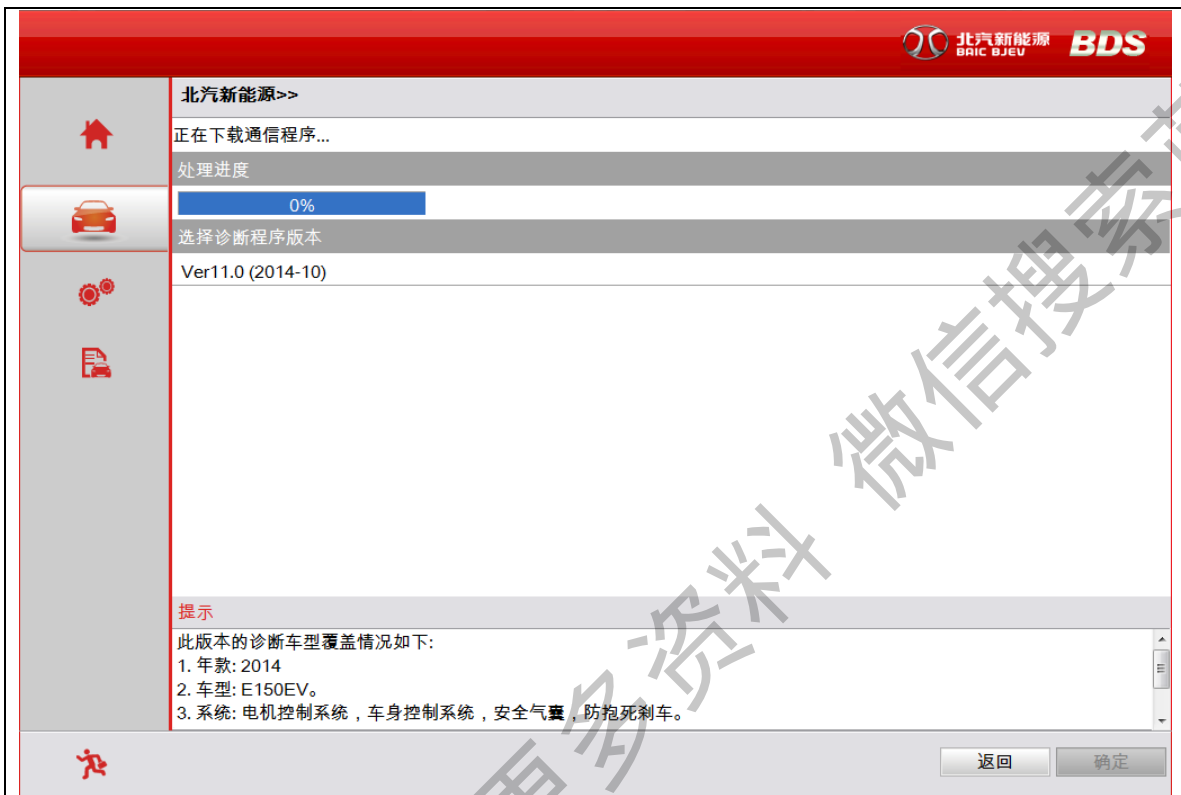 北汽新能源 BDS
BAIC BJEV
北汽新能源>>
正在下载通信程序...
处理进度
0%
选择诊断程序版本
Ver11.0 (2014-10)
提示
此版本的诊断车型覆盖情况如下:
1. 年款: 2014
2. 车型: E150EV。
3. 系统: 电机控制系统，车身控制系统，安全气囊，防抱死刹车。
返回 确定
更多资料 微信搜索